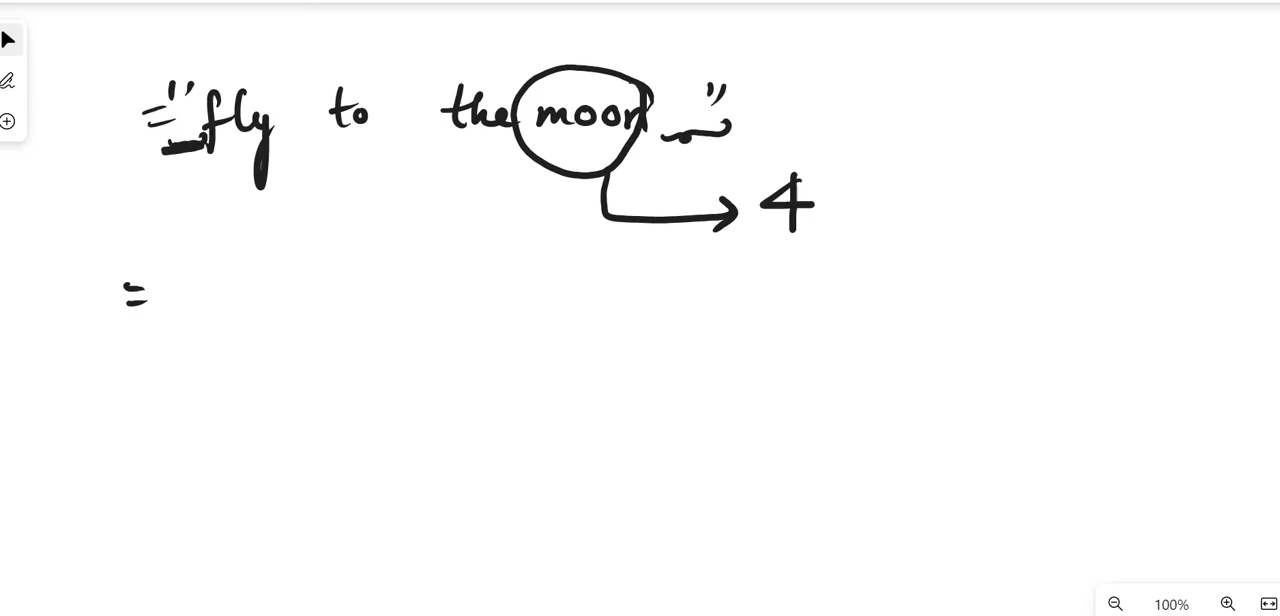 = "fly to the moon "
4
=
100%